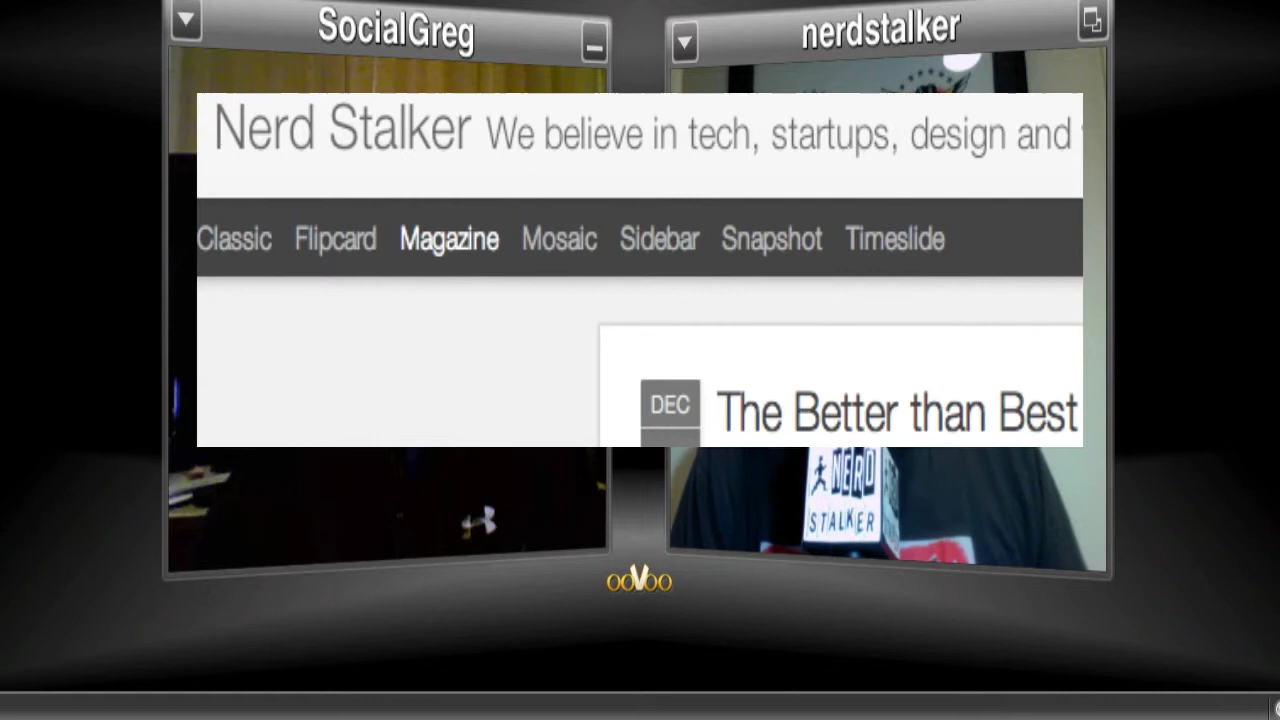 SocialGreg
nerdstalker
Nerd Stalker We believe in tech, startups, design and
Classic Flipcard Magazine Mosaic Sidebar Snapshot Timeslide
DEC The Better than Best
NERD
STALKER
ooVoo